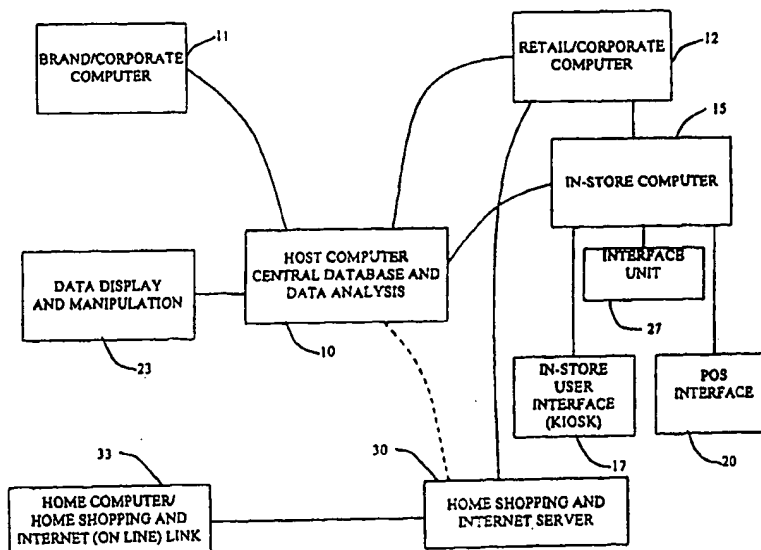 11
BRAND/CORPORATE
COMPUTER
RETAIL/CORPORATE
COMPUTER
12
15
IN-STORE COMPUTER
HOST COMPUTER
CENTRAL DATABASE AND
DATA ANALYSIS
10
DATA DISPLAY
AND MANIPULATION
23
INTERFACE
UNIT
27
IN-STORE
USER
INTERFACE
(KIOSK)
17
POS
INTERFACE
20
33
HOME COMPUTER/
HOME SHOPPING AND
INTERNET (ON LINE) LINK
30
HOME SHOPPING AND
INTERNET SERVER